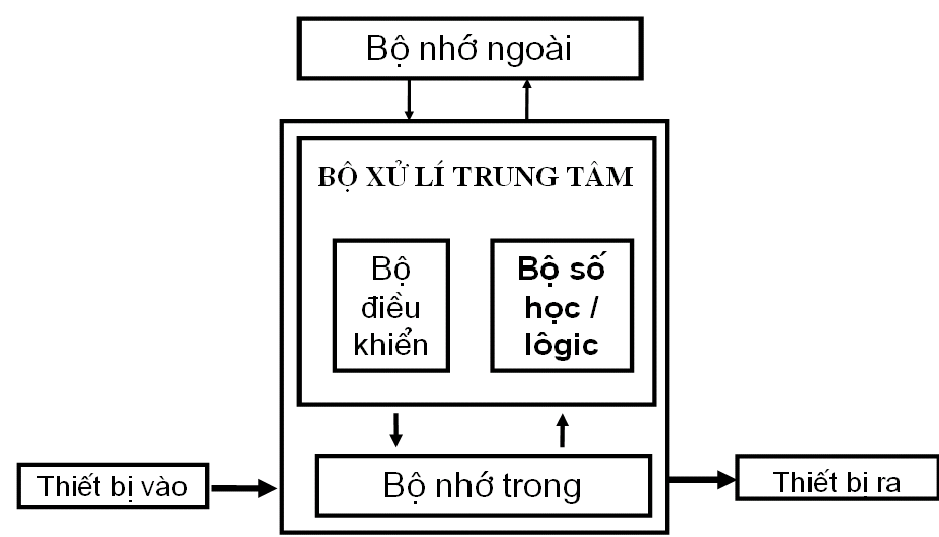 Bộ nhớ ngoài
BỘ XỬ LÍ TRUNG TÂM
Bộ
điều
khiển
Bộ số
học /
lôgic
Thiết bị vào
Bộ nhớ trong
Thiết bị ra